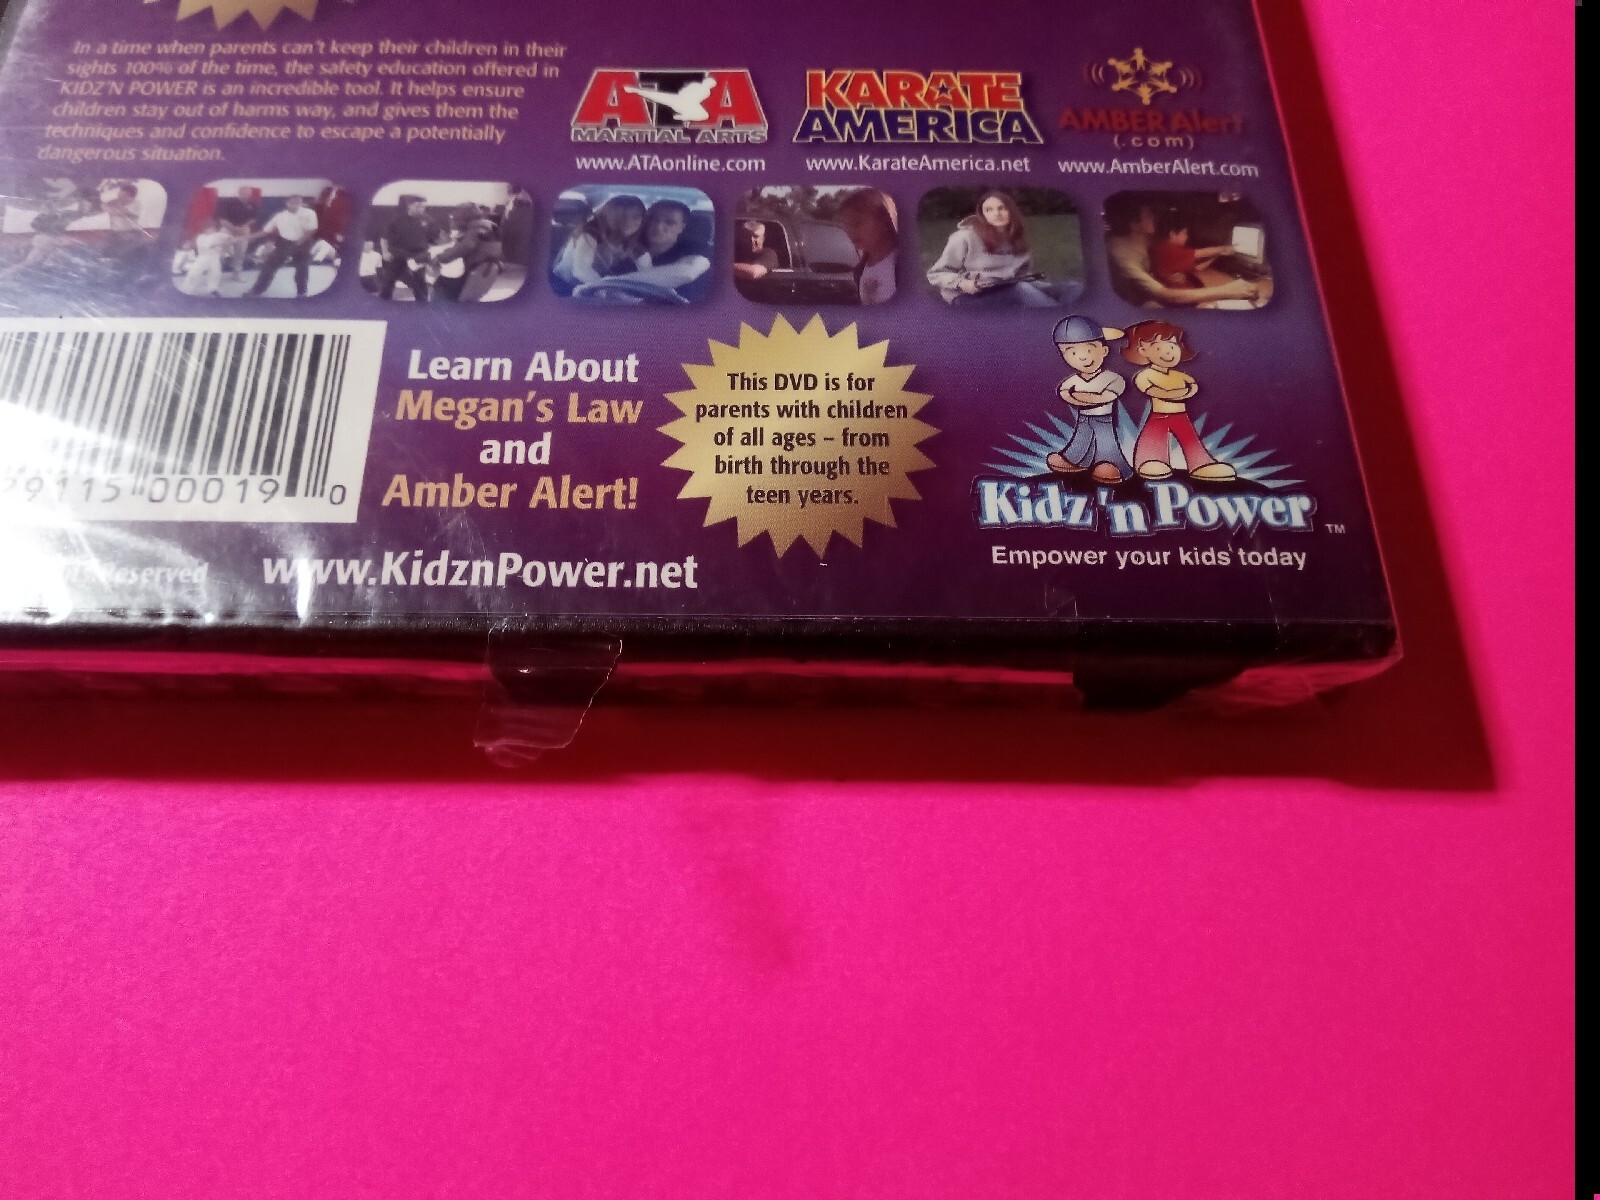 In a time when parents can't keep their children in their
sights 100% of the time, the safety education offered in
KIDZ'N POWER is an incredible tool. It helps ensure
children stay out of harms way, and gives them the
techniques and confidence to escape a potentially
dangerous situation.
ATA
MARTIAL ARTS
www.ATAonline.com
KARATE
AMERICA
www.KarateAmerica.net
AMBER Alert
(.com)
www.AmberAlert.com
Learn About
Megan's Law
and
Amber Alert!
This DVD is for
parents with children
of all ages – from
birth through the
teen years.
Kidz 'n Power™
Empower your kids today
9115 00019 0
Reserved
www.KidznPower.net